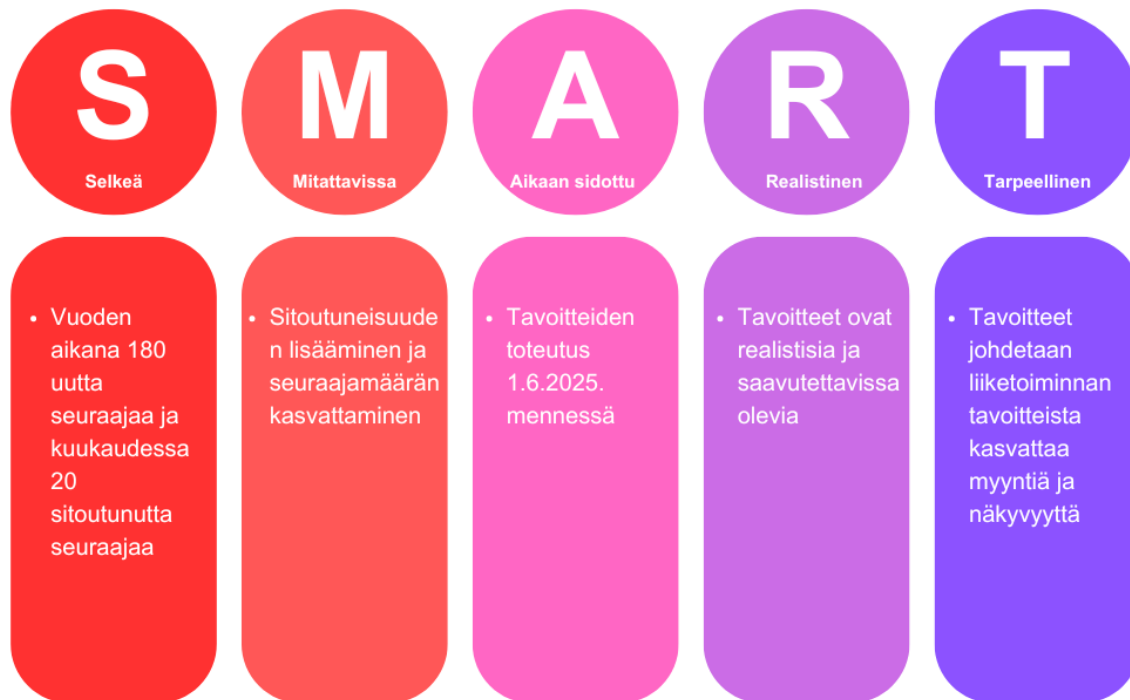 S
Selkeä
M
Mitattavissa
A
Aikaan sidottu
R
Realistinen
T
Tarpeellinen
• Vuoden
aikana 180
uutta
seuraajaa ja
kuukaudessa
20
sitoutunutta
seuraajaa
• Sitoutuneisuude
n lisääminen ja
seuraajamäärän
kasvattaminen
• Tavoitteiden
toteutus
1.6.2025.
mennessä
• Tavoitteet ovat
realistisia ja
saavutettavissa
olevia
• Tavoitteet
johdetaan
liiketoiminnan
tavoitteista
kasvattaa
myyntiä ja
näkyvyyttä